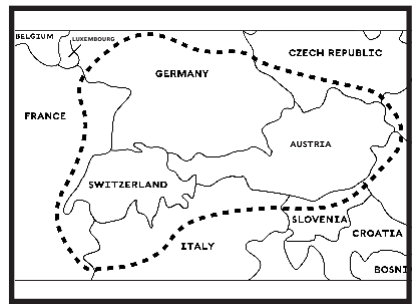 BELGIUM
LUXEMBOURG
CZECH REPUBLIC
GERMANY
FRANCE
AUSTRIA
SWITZERLAND
SLOVENIA
CROATIA
ITALY
BOSNI